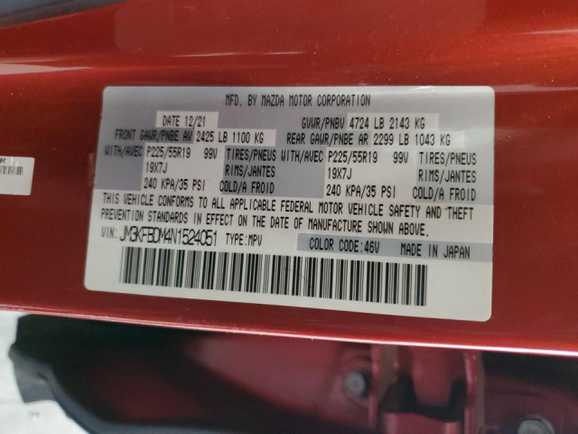 MFD. BY MAZDA MOTOR CORPORATION
DATE 12/21 GVWR/PNBV 4724 LB 2143 KG
FRONT GAWR/PNBE AV 2425 LB 1100 KG REAR GAWR/PNBE AR 2299 LB 1043 KG
WITH/AVEC P225/55R19 99V TIRES/PNEUS WITH/AVEC P225/55R19 99V TIRES/PNEUS
19X7J RIMS/JANTES 19X7J RIMS/JANTES
240 KPA/35 PSI COLD/A FROID 240 KPA/35 PSI COLD/A FROID
THIS VEHICLE CONFORMS TO ALL APPLICABLE FEDERAL MOTOR VEHICLE SAFETY AND THEFT
PREVENTION STANDARDS IN EFFECT ON THE DATE OF MANUFACTURE SHOWN ABOVE.
VIN: JM3KFBDM4N1524051 TYPE:MPV COLOR CODE:46V MADE IN JAPAN